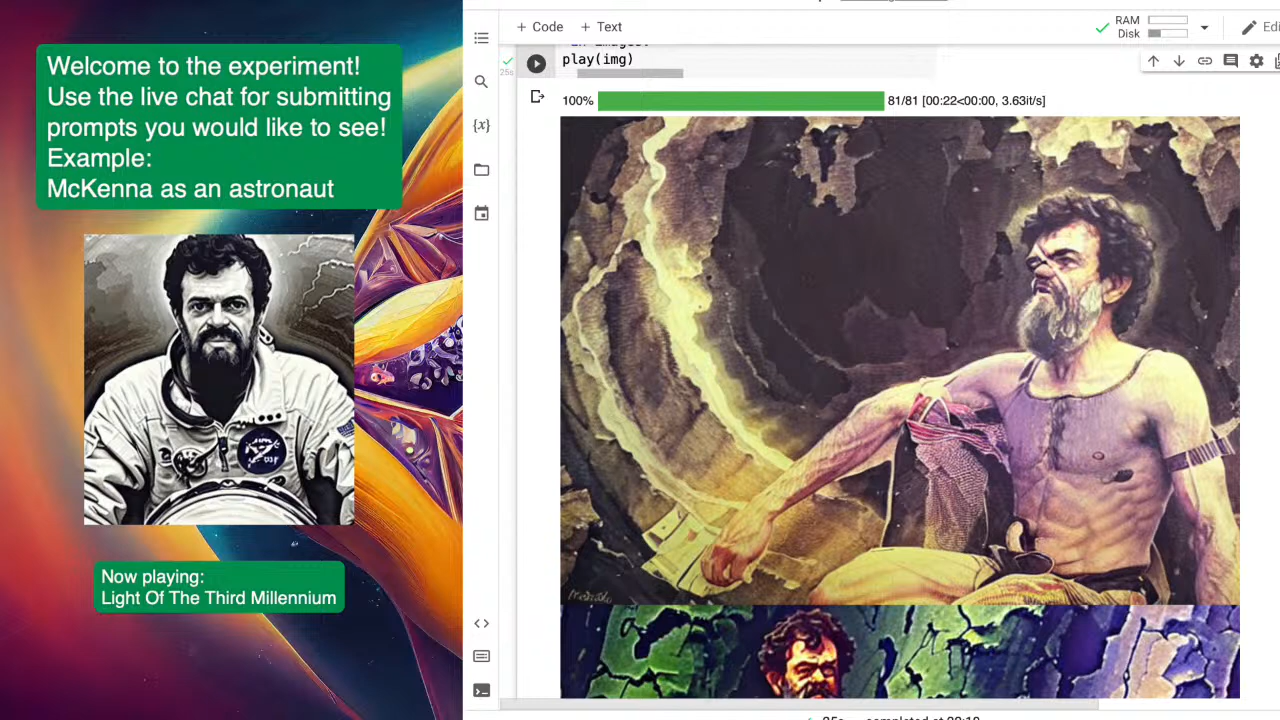 Welcome to the experiment!
Use the live chat for submitting
prompts you would like to see!
Example:
McKenna as an astronaut
Now playing:
Light Of The Third Millennium
+ Code + Text
RAM
Disk
play(img)
25s
{x}
100% 81/81 [00:22<00:00, 3.63it/s]